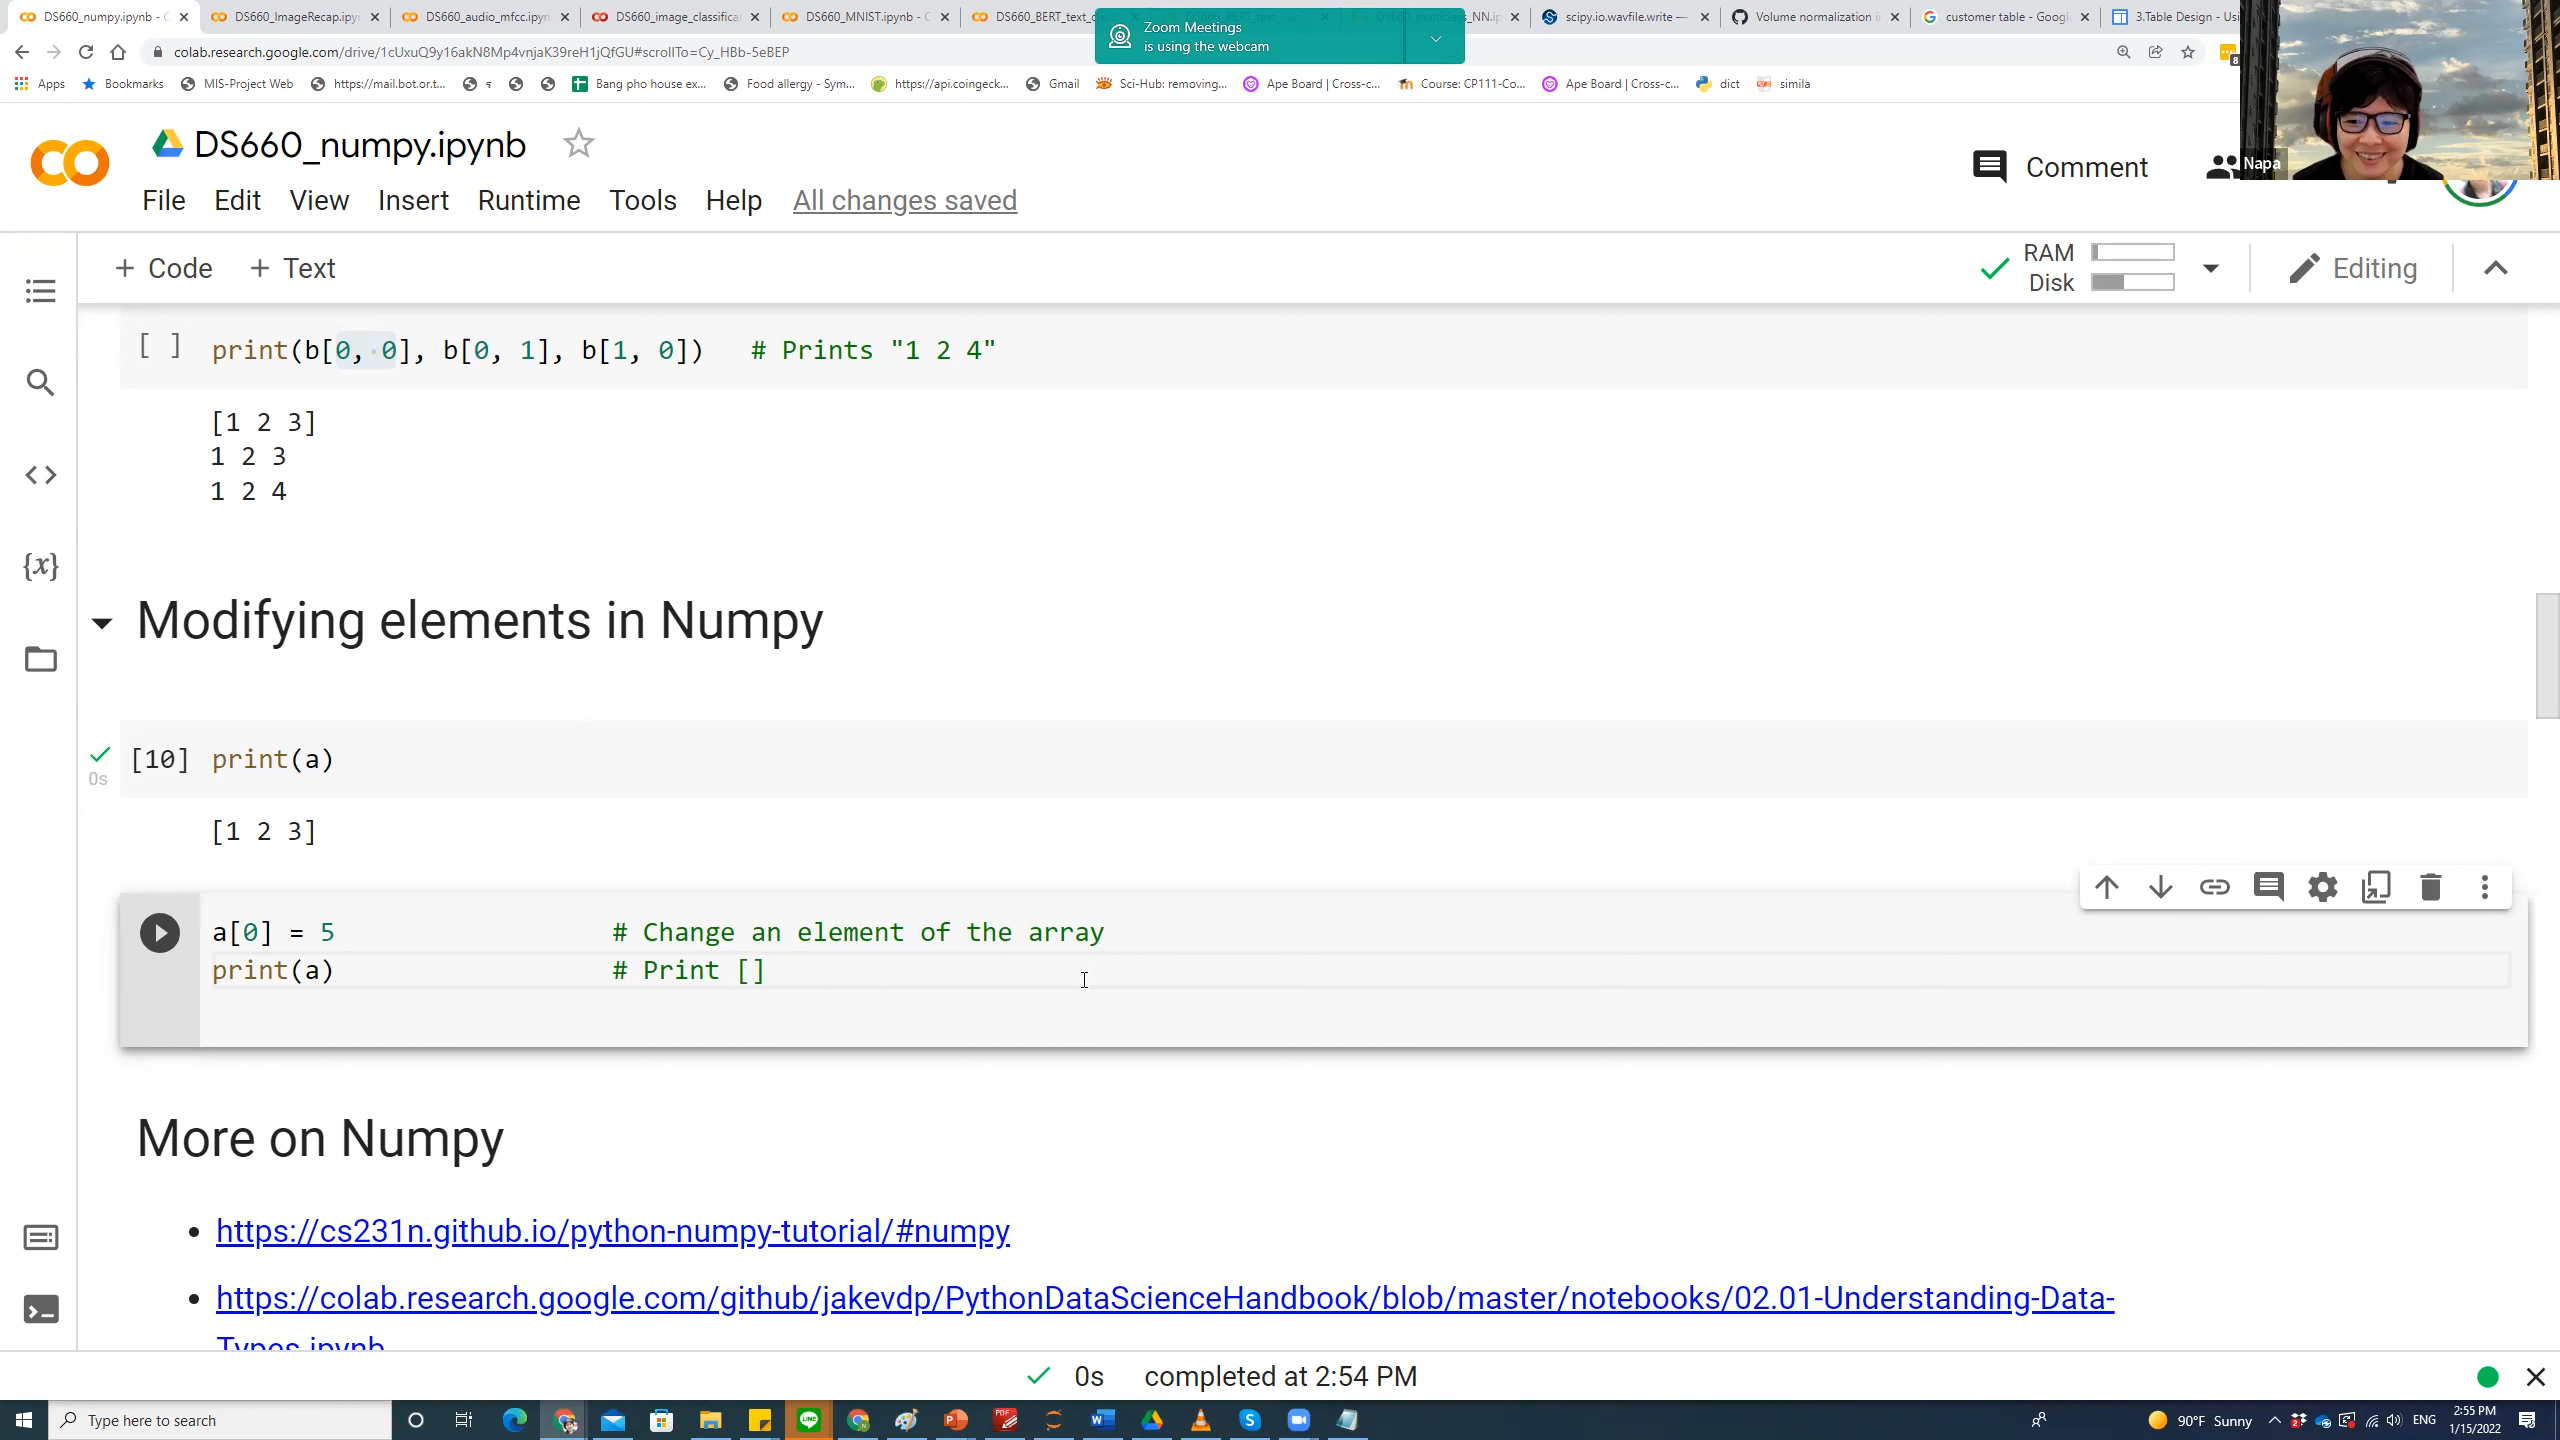 DS660_numpy.ipynb - C
DS660_ImageRecap.ipy
DS660_audio_mfcc.ipyn
DS660_image_classifica
DS660_MNIST.ipynb - C
DS660_BERT_text_c
scipy.io.wavfile.write —
Volume normalization i
customer table - Googl
3.Table Design - Usi
Zoom Meetings
is using the webcam
colab.research.google.com/drive/1cUxuQ9y16akN8Mp4vnjaK39reH1jQfGU#scrollTo=Cy_HBb-5eBEP
8
Apps
Bookmarks
MIS-Project Web
https://mail.bot.or.t...
Bang pho house ex...
Food allergy - Sym...
https://api.coingeck...
Gmail
Sci-Hub: removing...
Ape Board | Cross-c...
Course: CP111-Co...
Ape Board | Cross-c...
dict
simila
DS660_numpy.ipynb
Comment
Napa
File Edit View Insert Runtime Tools Help All changes saved
+ Code + Text
RAM
Disk
Editing
[ ] print(b[0, 0], b[0, 1], b[1, 0]) # Prints "1 2 4"
[1 2 3]
1 2 3
1 2 4
{x}
Modifying elements in Numpy
[10] print(a)
0s
[1 2 3]
a[0] = 5 # Change an element of the array
print(a) # Print []
More on Numpy
https://cs231n.github.io/python-numpy-tutorial/#numpy
https://colab.research.google.com/github/jakevdp/PythonDataScienceHandbook/blob/master/notebooks/02.01-Understanding-Data-
Types.ipynb
0s completed at 2:54 PM
Type here to search
90°F Sunny
ENG
2:55 PM
1/15/2022